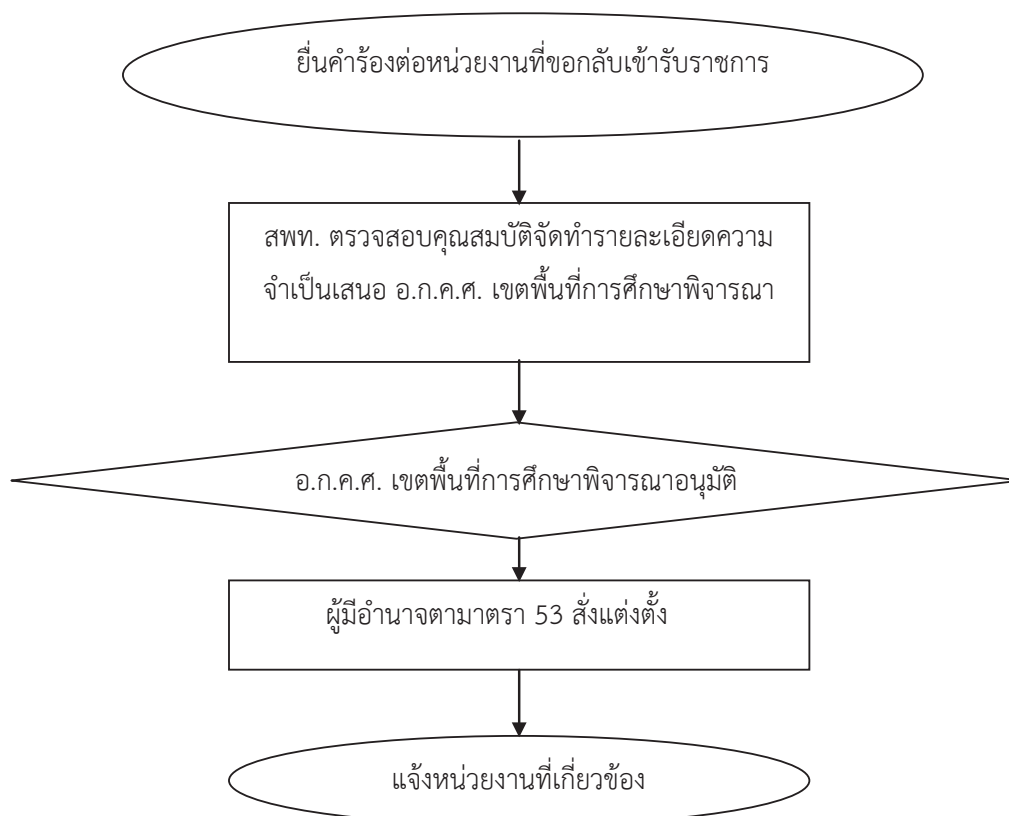 ยื่นคำร้องต่อหน่วยงานที่ขอกลับเข้ารับราชการ
สพท. ตรวจสอบคุณสมบัติจัดทำรายละเอียดความ
จำเป็นเสนอ อ.ก.ค.ศ. เขตพื้นที่การศึกษาพิจารณา
อ.ก.ค.ศ. เขตพื้นที่การศึกษาพิจารณาอนุมัติ
ผู้มีอำนาจตามาตรา 53 สั่งแต่งตั้ง
แจ้งหน่วยงานที่เกี่ยวข้อง